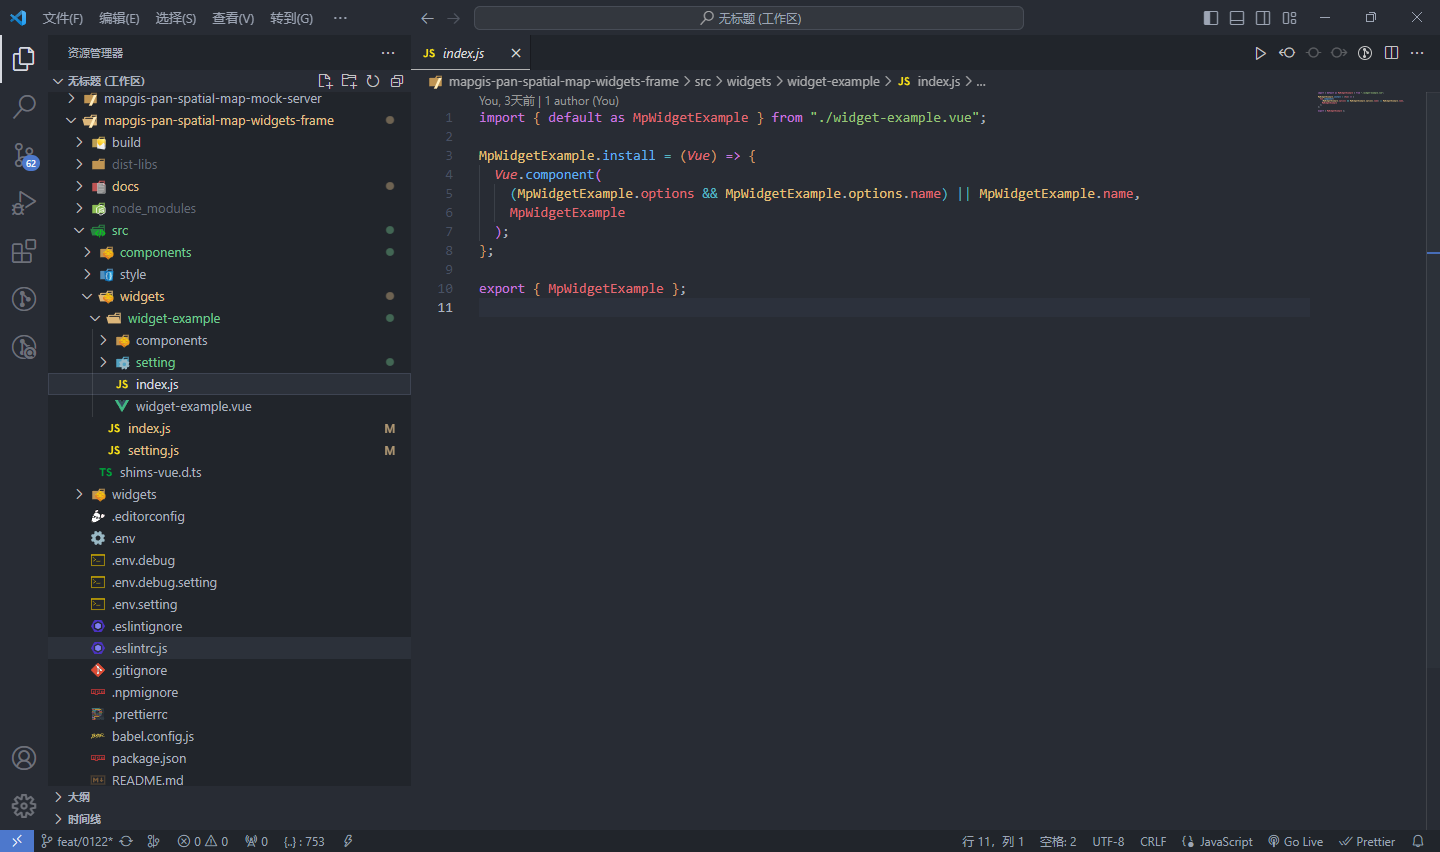 文件(F) 编辑(E) 选择(S) 查看(V) 转到(G) ··· 无标题 (工作区)
资源管理器 ···
无标题 (工作区)
mapgis-pan-spatial-map-mock-server
mapgis-pan-spatial-map-widgets-frame
build
dist-libs
docs
node_modules
src
components
style
widgets
widget-example
components
setting
JS index.js
widget-example.vue
JS index.js M
JS setting.js M
TS shims-vue.d.ts
widgets
.editorconfig
.env
.env.debug
.env.debug.setting
.env.setting
.eslintignore
.eslintrc.js
.gitignore
.npmignore
.prettierrc
babel.config.js
package.json
README.md
大纲
时间线
62
JS index.js
mapgis-pan-spatial-map-widgets-frame > src > widgets > widget-example > JS index.js > ...
You, 3天前 | 1 author (You)
1 import { default as MpWidgetExample } from "./widget-example.vue";
2
3 MpWidgetExample.install = (Vue) => {
4 Vue.component(
5 (MpWidgetExample.options && MpWidgetExample.options.name) || MpWidgetExample.name,
6 MpWidgetExample
7 );
8 };
9
10 export { MpWidgetExample };
11
feat/0122* 0 0 0 {..} : 753 行 11，列 1 空格: 2 UTF-8 CRLF JavaScript Go Live Prettier